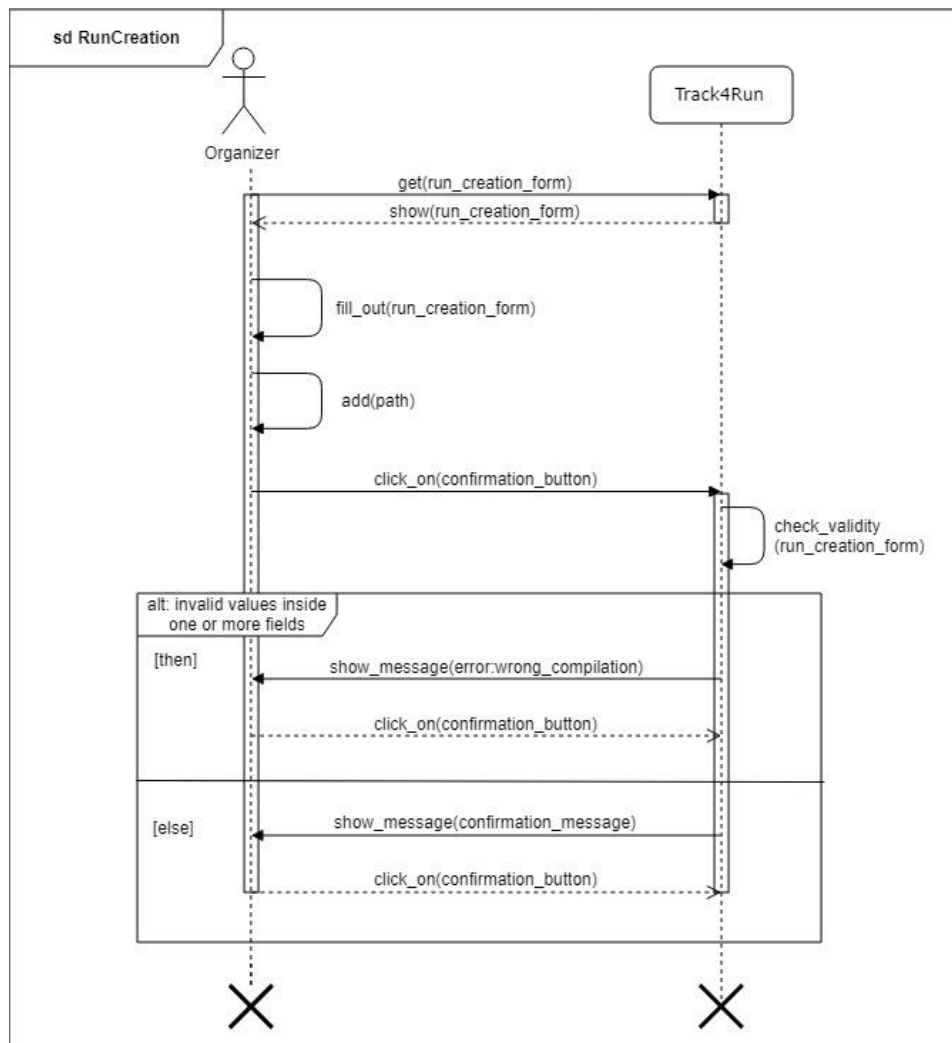 sd RunCreation
Organizer
Track4Run
get(run_creation_form)
show(run_creation_form)
fill_out(run_creation_form)
add(path)
click_on(confirmation_button)
check_validity
(run_creation_form)
alt: invalid values inside
one or more fields
[then]
show_message(error:wrong_compilation)
click_on(confirmation_button)
[else]
show_message(confirmation_message)
click_on(confirmation_button)